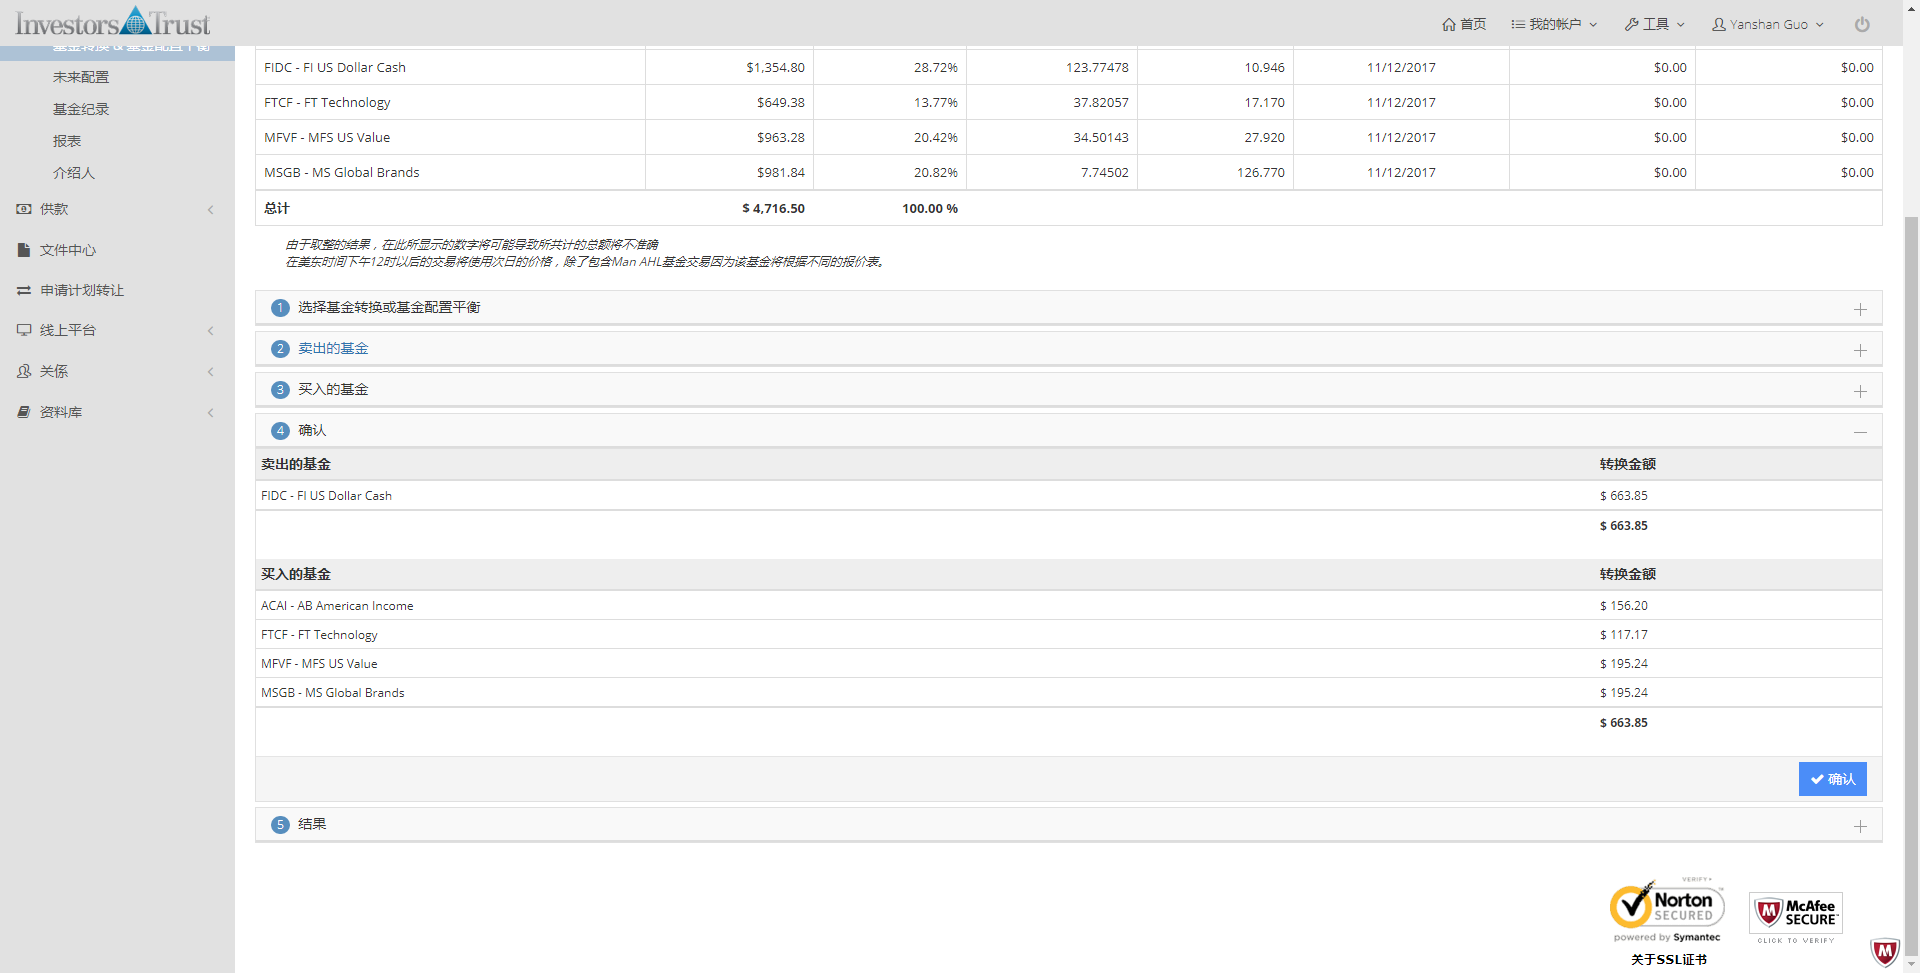 Investors Trust
首页 我的帐户 工具 Yanshan Guo
基金转换 & 基金配置平衡
未来配置
基金纪录
报表
介绍人
供款
文件中心
申请计划转让
线上平台
关係
资料库
FIDC - FI US Dollar Cash $1,354.80 28.72% 123.77478 10.946 11/12/2017 $0.00 $0.00
FTCF - FT Technology $649.38 13.77% 37.82057 17.170 11/12/2017 $0.00 $0.00
MFVF - MFS US Value $963.28 20.42% 34.50143 27.920 11/12/2017 $0.00 $0.00
MSGB - MS Global Brands $981.84 20.82% 7.74502 126.770 11/12/2017 $0.00 $0.00
总计 $ 4,716.50 100.00 %
由于取整的结果，在此所显示的数字将可能导致所共计的总额将不准确
在美东时间下午12时以后的交易将使用次日的价格，除了包含Man AHL基金交易因为该基金将根据不同的报价表。
1 选择基金转换或基金配置平衡
2 卖出的基金
3 买入的基金
4 确认
卖出的基金 转换金额
FIDC - FI US Dollar Cash $ 663.85
$ 663.85
买入的基金 转换金额
ACAI - AB American Income $ 156.20
FTCF - FT Technology $ 117.17
MFVF - MFS US Value $ 195.24
MSGB - MS Global Brands $ 195.24
$ 663.85
确认
5 结果
VERIFY
Norton
SECURED
powered by Symantec
关于SSL证书
McAfee
SECURE
CLICK TO VERIFY